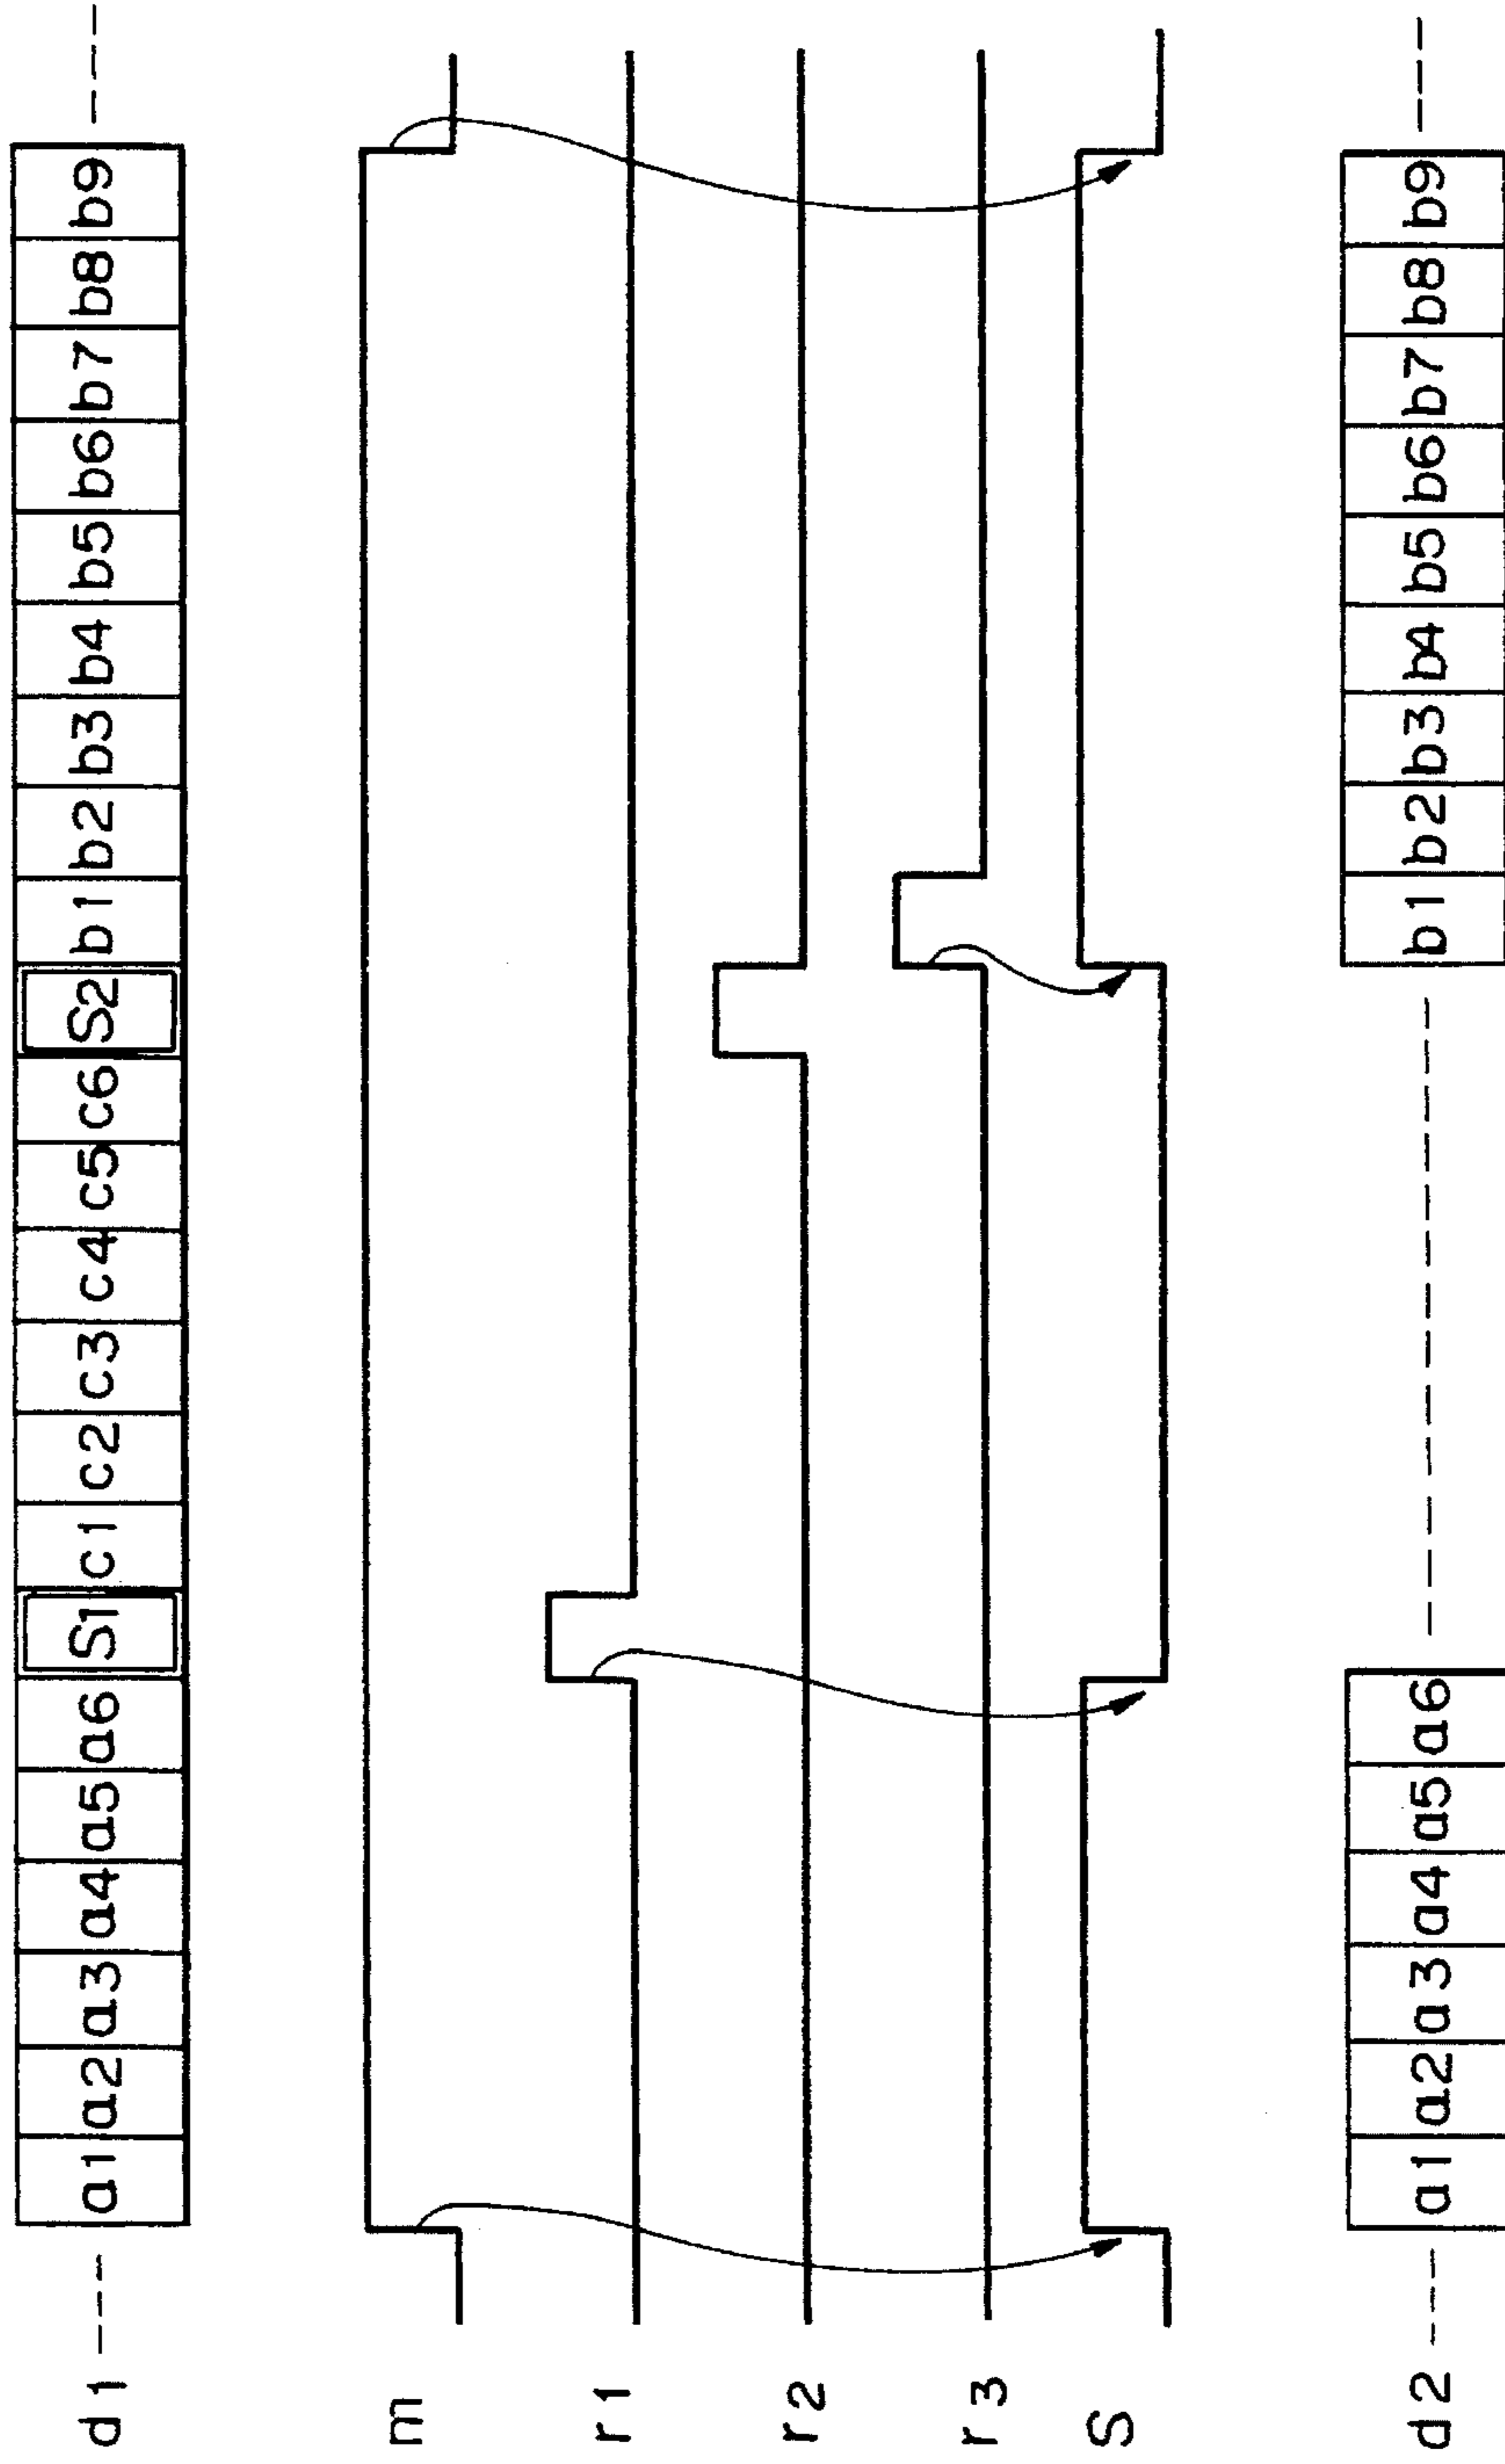 d1 --- a1 a2 a3 a4 a5 a6 S1 c1 c2 c3 c4 c5 c6 S2 b1 b2 b3 b4 b5 b6 b7 b8 b9 ---
m
r1
r2
r3
S
d2 --- a1 a2 a3 a4 a5 a6 --------- b1 b2 b3 b4 b5 b6 b7 b8 b9 ---